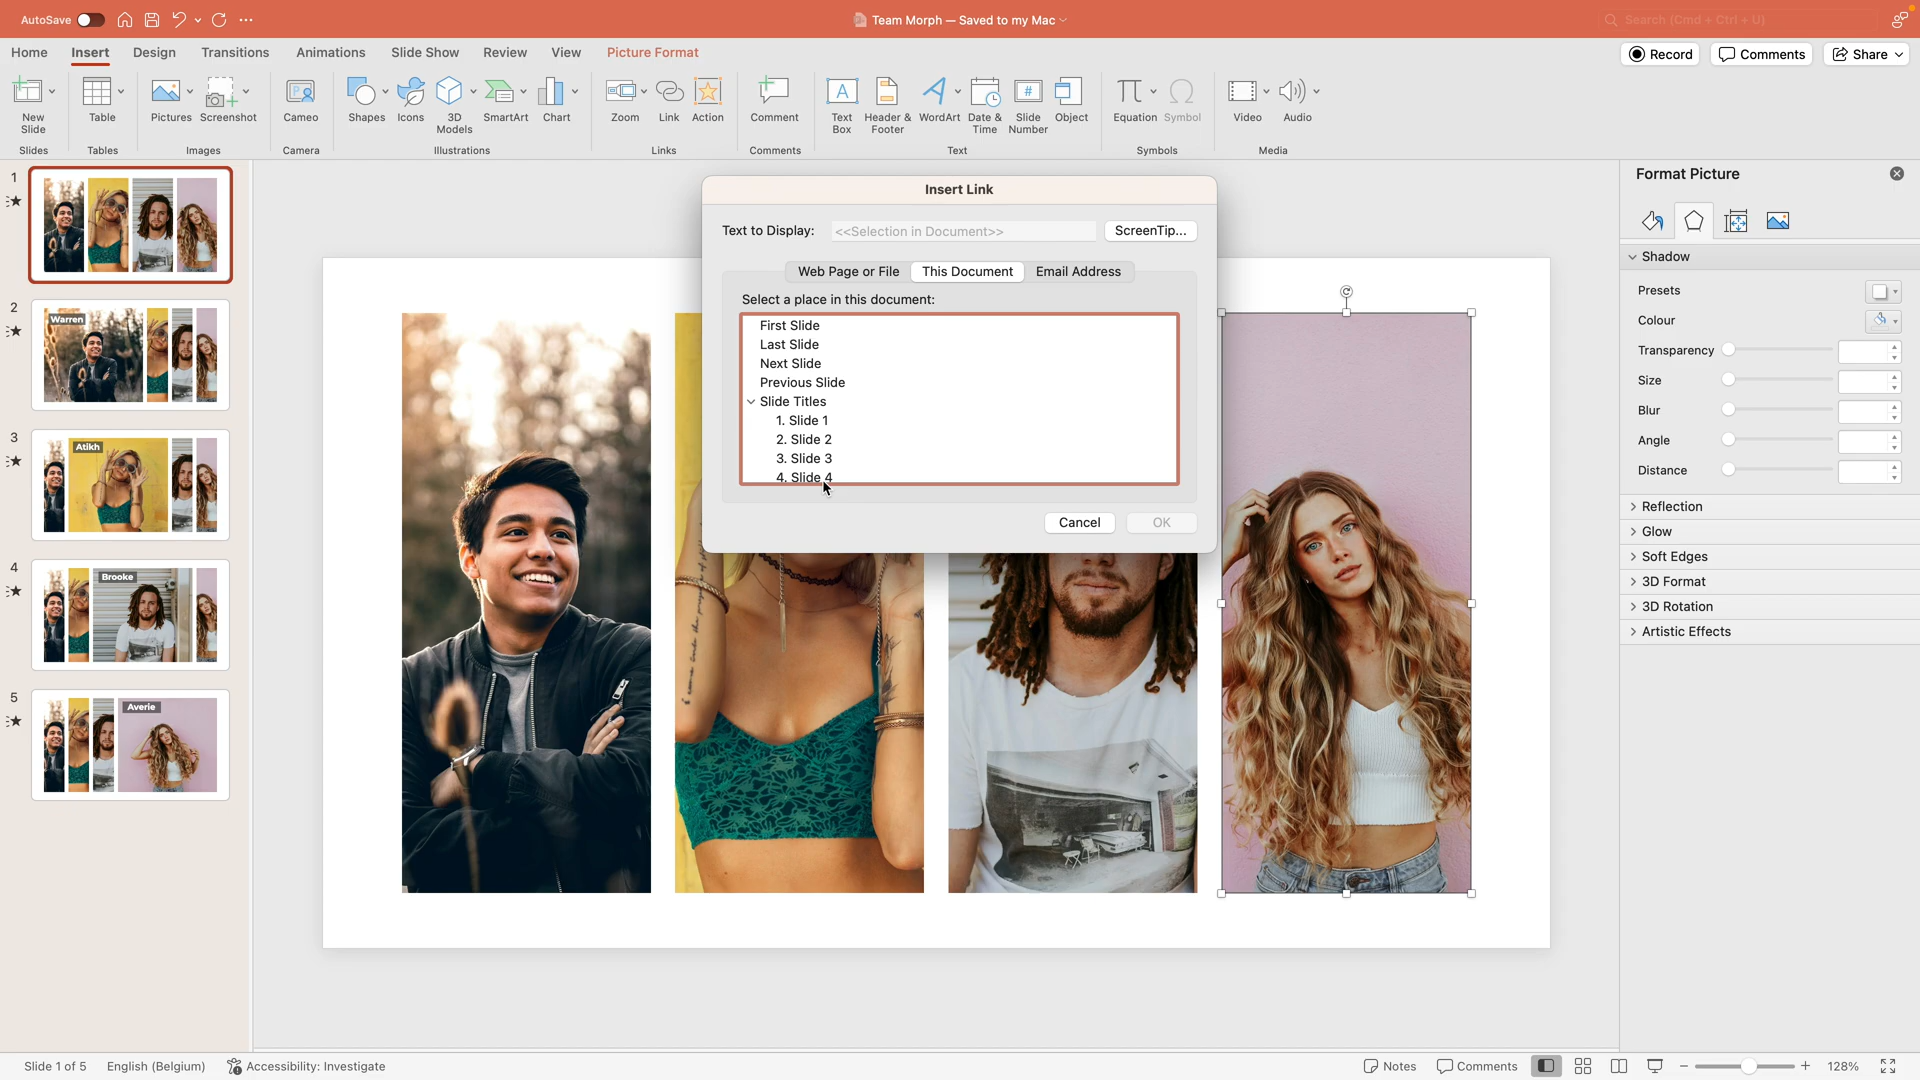 AutoSave
Team Morph — Saved to my Mac
Search (Cmd + Ctrl + U)
Home Insert Design Transitions Animations Slide Show Review View Picture Format
Record Comments Share
New Slide Table Pictures Screenshot Cameo Shapes Icons 3D Models SmartArt Chart Zoom Link Action Comment Text Box Header & Footer WordArt Date & Time Slide Number Object Equation Symbol Video Audio
Slides Tables Images Camera Illustrations Links Comments Text Symbols Media
1
2
Warren
3
Atikh
4
Brooke
5
Averie
Insert Link
Text to Display: <<Selection in Document>> ScreenTip...
Web Page or File This Document Email Address
Select a place in this document:
First Slide
Last Slide
Next Slide
Previous Slide
Slide Titles
1. Slide 1
2. Slide 2
3. Slide 3
4. Slide 4
Cancel OK
Format Picture
Shadow
Presets
Colour
Transparency
Size
Blur
Angle
Distance
Reflection
Glow
Soft Edges
3D Format
3D Rotation
Artistic Effects
Slide 1 of 5 English (Belgium) Accessibility: Investigate
Notes Comments 128%